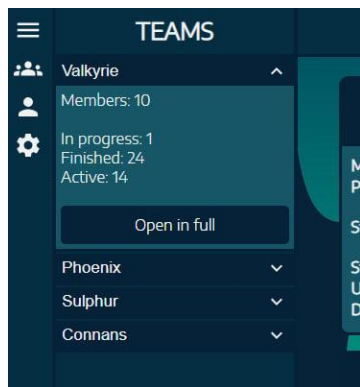 TEAMS
Valkyrie
Members: 10
In progress: 1
Finished: 24
Active: 14
Open in full
Phoenix
Sulphur
Connans